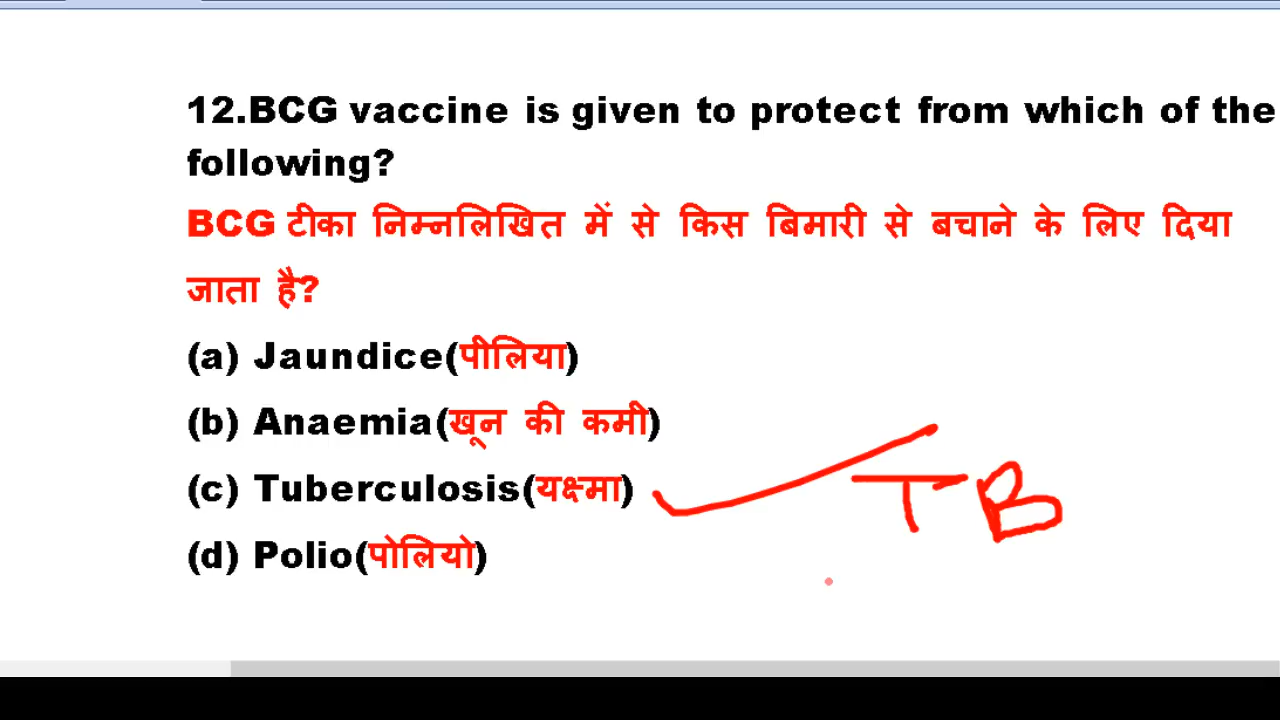 12.BCG vaccine is given to protect from which of the
following?
BCG टीका निम्नलिखित में से किस बिमारी से बचाने के लिए दिया
जाता है?
(a) Jaundice(पीलिया)
(b) Anaemia(खून की कमी)
(c) Tuberculosis(यक्ष्मा) TB
(d) Polio(पोलियो)